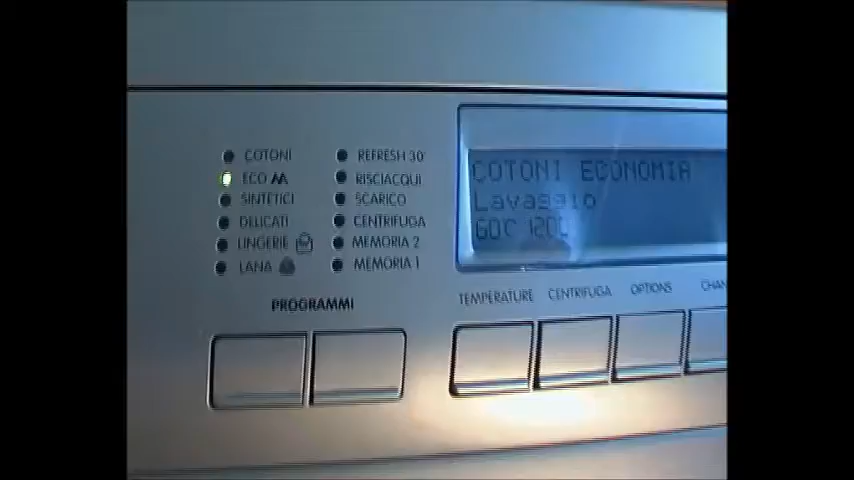 COTONI
ECO
SINTETICI
DELICATI
LINGERIE
LANA
REFRESH 30'
RISCIACQUI
SCARICO
CENTRIFUGA
MEMORIA 2
MEMORIA 1
PROGRAMMI
COTONI ECONOMIA
Lavaggio
60°C 1200
TEMPERATURE
CENTRIFUGA
OPTIONS